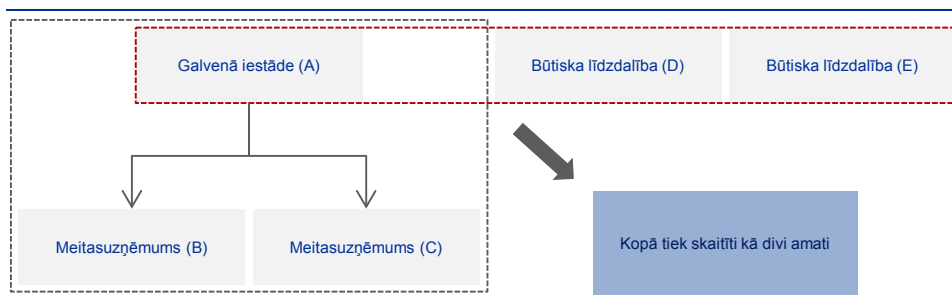 Galvenā iestāde (A)
Būtiska līdzdalība (D)
Būtiska līdzdalība (E)
Meitasuzņēmums (B)
Meitasuzņēmums (C)
Kopā tiek skaitīti kā divi amati